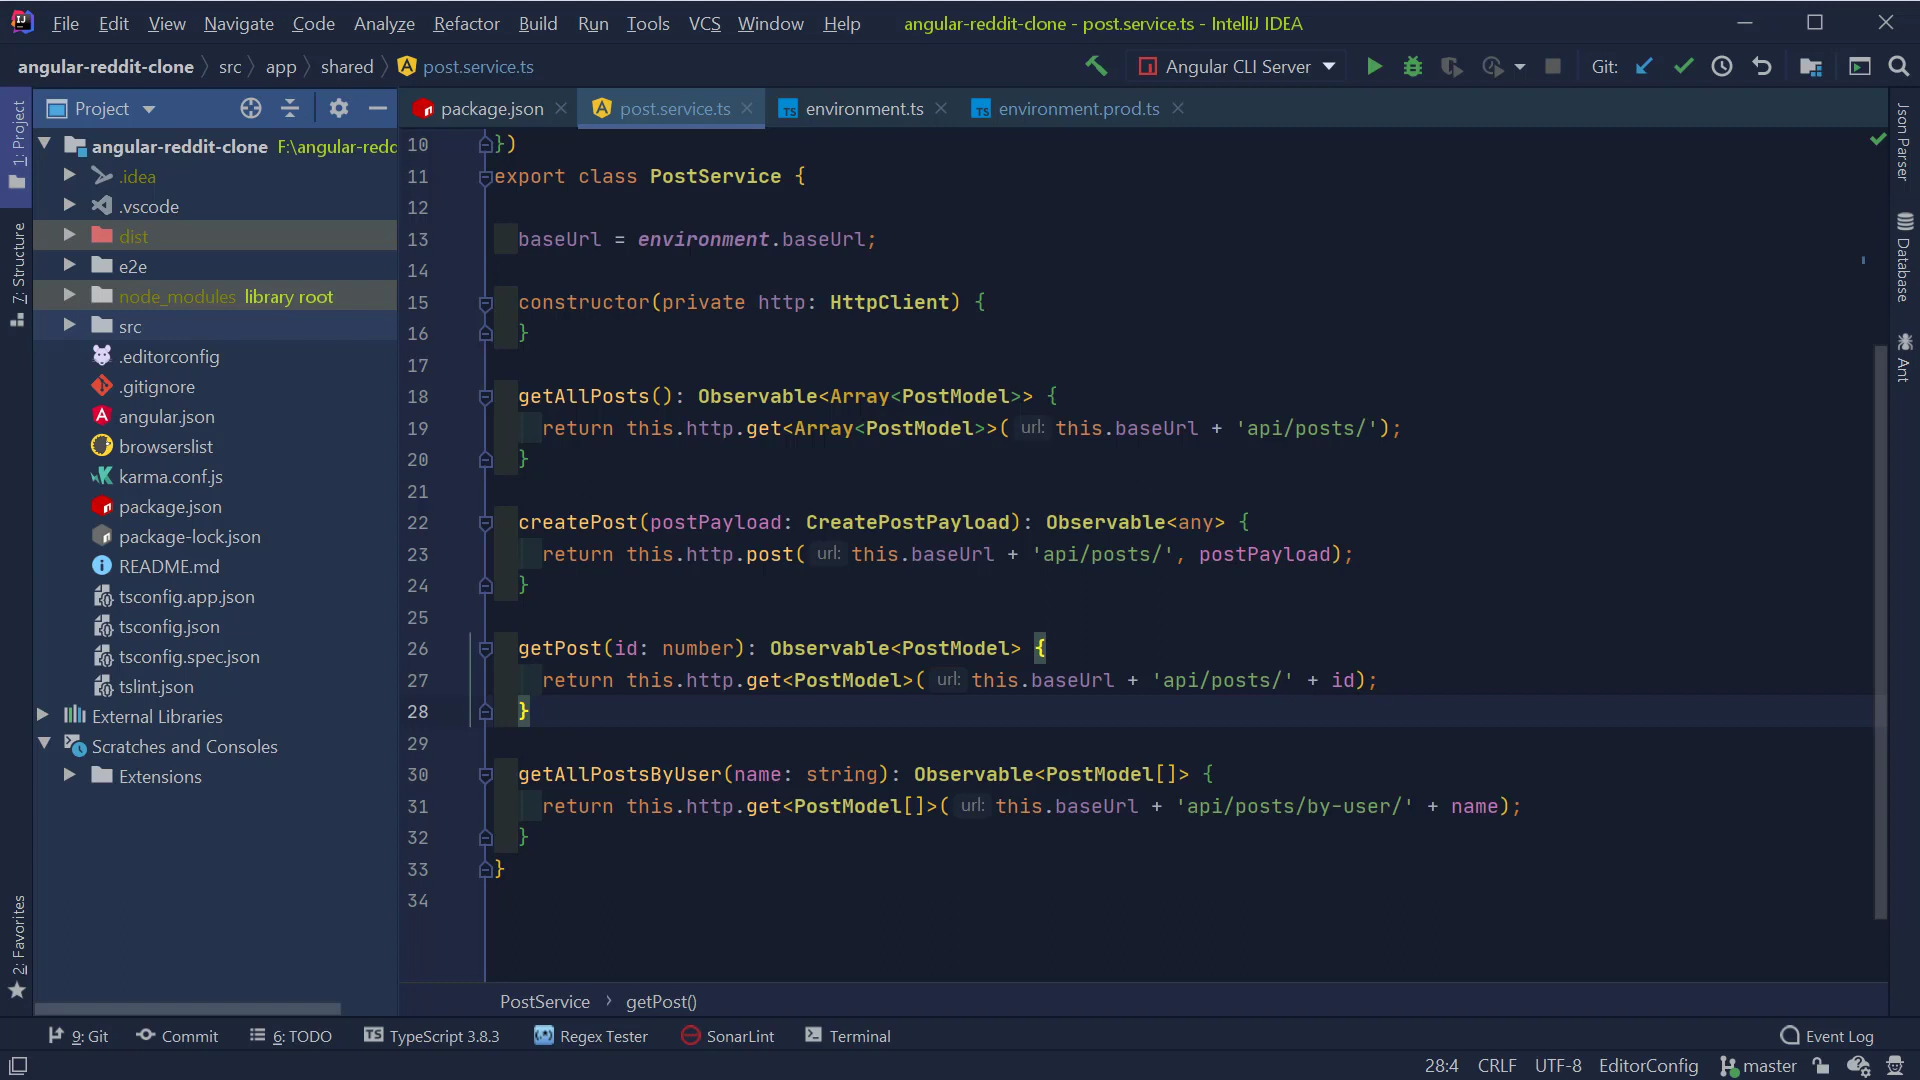 File Edit View Navigate Code Analyze Refactor Build Run Tools VCS Window Help angular-reddit-clone - post.service.ts - IntelliJ IDEA
angular-reddit-clone src app shared post.service.ts Angular CLI Server Git:
Project
package.json post.service.ts environment.ts environment.prod.ts
angular-reddit-clone F:\angular-redd
.idea
.vscode
dist
e2e
node_modules library root
src
.editorconfig
.gitignore
angular.json
browserslist
karma.conf.js
package.json
package-lock.json
README.md
tsconfig.app.json
tsconfig.json
tsconfig.spec.json
tslint.json
External Libraries
Scratches and Consoles
Extensions
1: Project
7: Structure
2: Favorites
10 })
11 export class PostService {
12
13 baseUrl = environment.baseUrl;
14
15 constructor(private http: HttpClient) {
16 }
17
18 getAllPosts(): Observable<Array<PostModel>> {
19 return this.http.get<Array<PostModel>>( url: this.baseUrl + 'api/posts/');
20 }
21
22 createPost(postPayload: CreatePostPayload): Observable<any> {
23 return this.http.post( url: this.baseUrl + 'api/posts/', postPayload);
24 }
25
26 getPost(id: number): Observable<PostModel> {
27 return this.http.get<PostModel>( url: this.baseUrl + 'api/posts/' + id);
28 }
29
30 getAllPostsByUser(name: string): Observable<PostModel[]> {
31 return this.http.get<PostModel[]>( url: this.baseUrl + 'api/posts/by-user/' + name);
32 }
33 }
34
Json Parser
Database
Ant
PostService › getPost()
9: Git Commit 6: TODO TypeScript 3.8.3 Regex Tester SonarLint Terminal Event Log
28:4 CRLF UTF-8 EditorConfig master